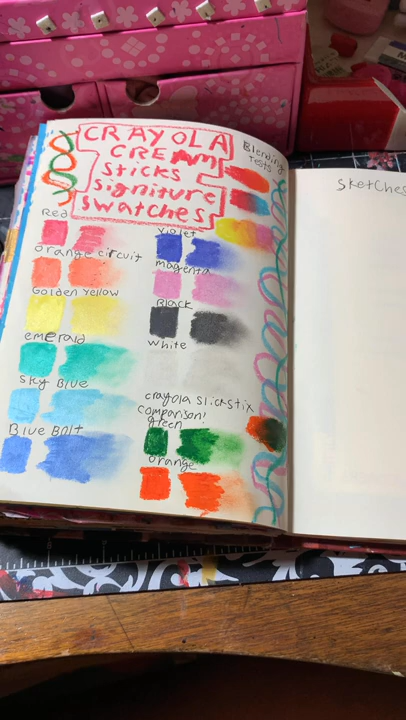 CRAYOLA
CREAM
STICKS
Signiture
SWATCHES
Blending
Tests
Red
orange circuit
Golden Yellow
emerald
Sky Blue
Blue Bolt
Violet
magenta
Black
White
crayola Slickstix
Comparison!
green
orange
Sketches